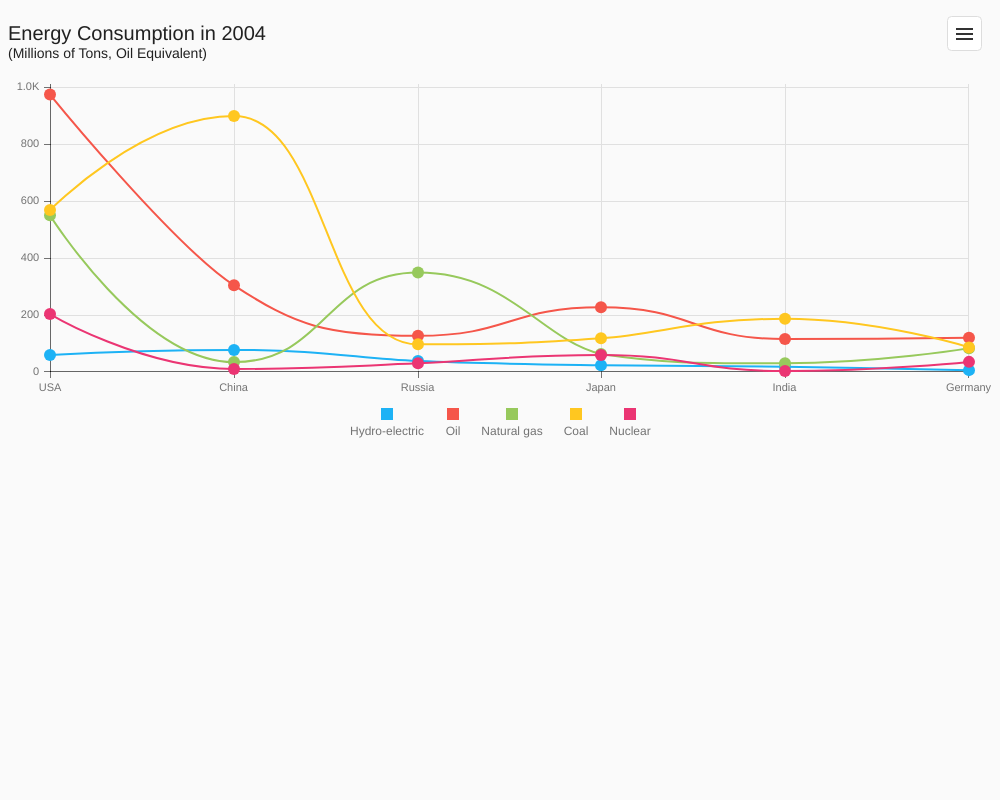 Energy Consumption in 2004
(Millions of Tons, Oil Equivalent)
1.0K
800
600
400
200
0
USA China Russia Japan India Germany
Hydro-electric Oil Natural gas Coal Nuclear